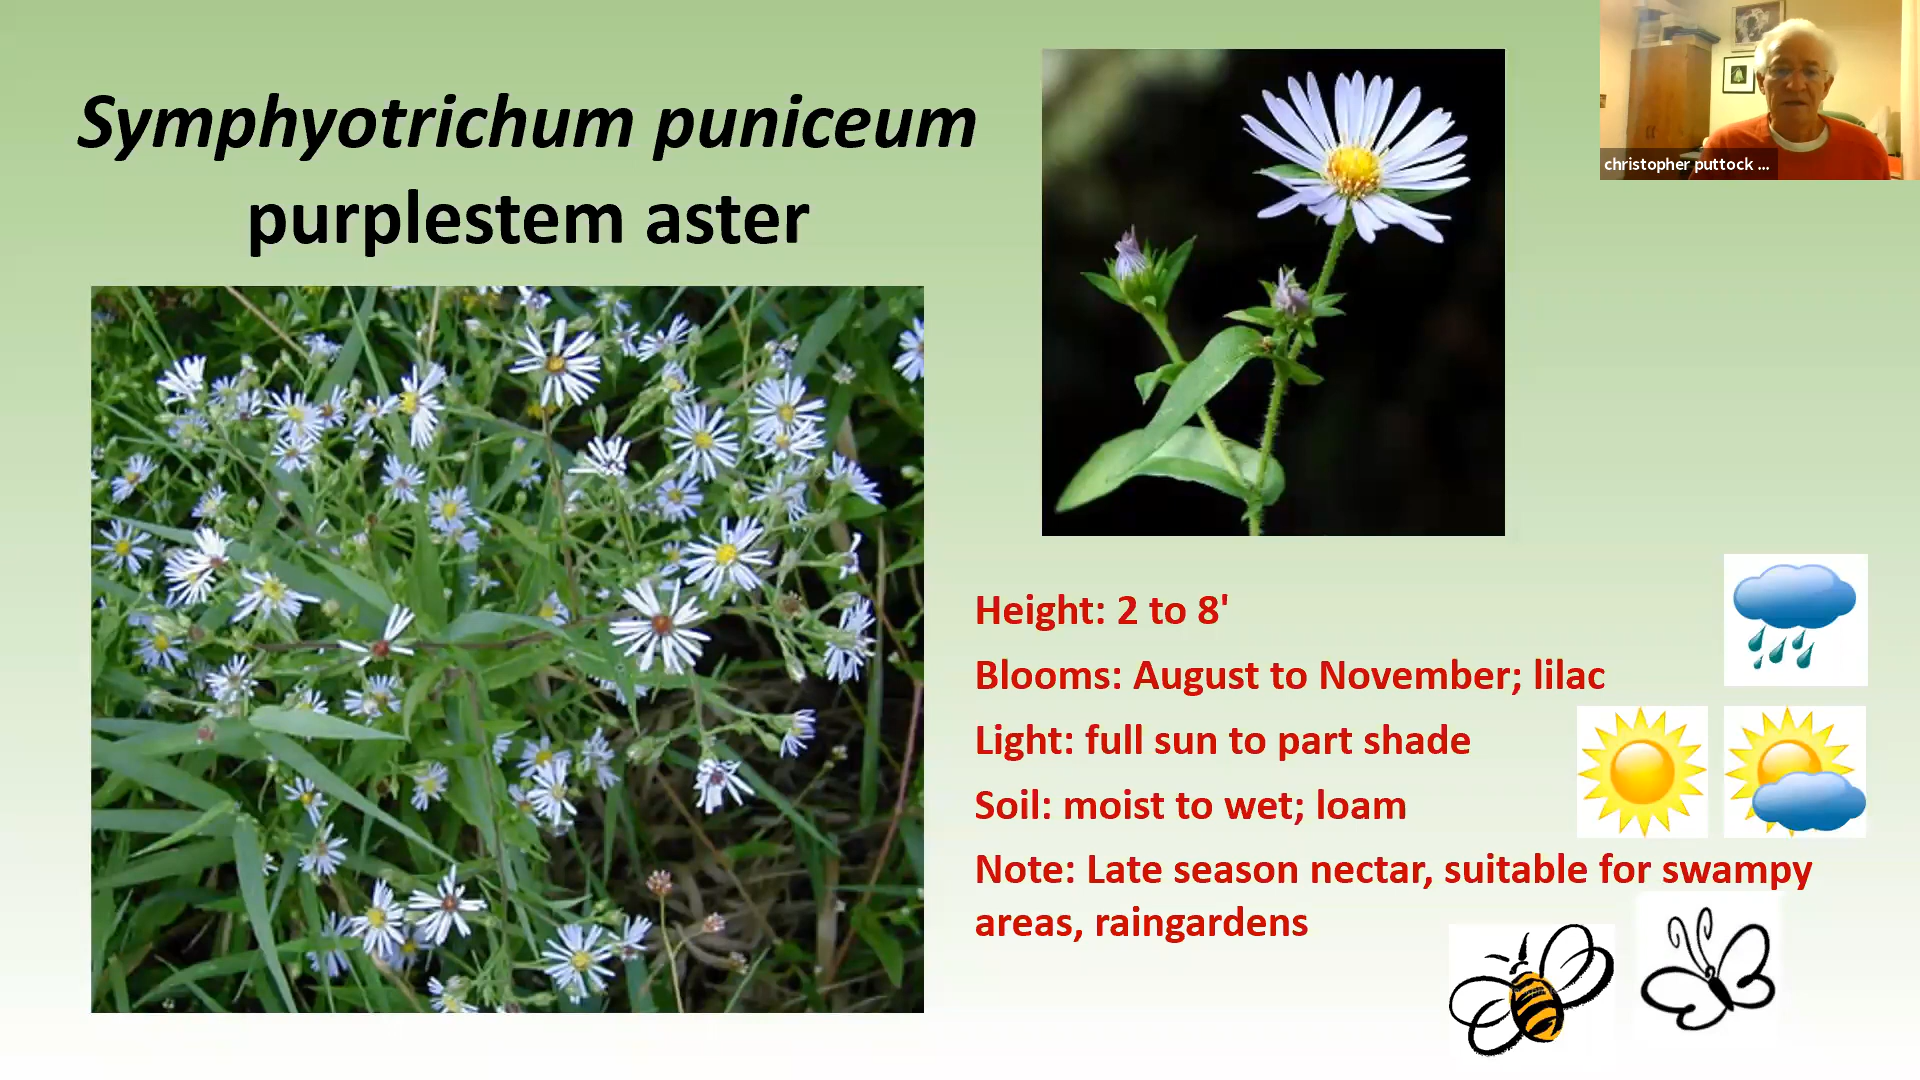 Symphyotrichum puniceum
purplestem aster
christopher puttock ...
Height: 2 to 8'
Blooms: August to November; lilac
Light: full sun to part shade
Soil: moist to wet; loam
Note: Late season nectar, suitable for swampy
areas, raingardens